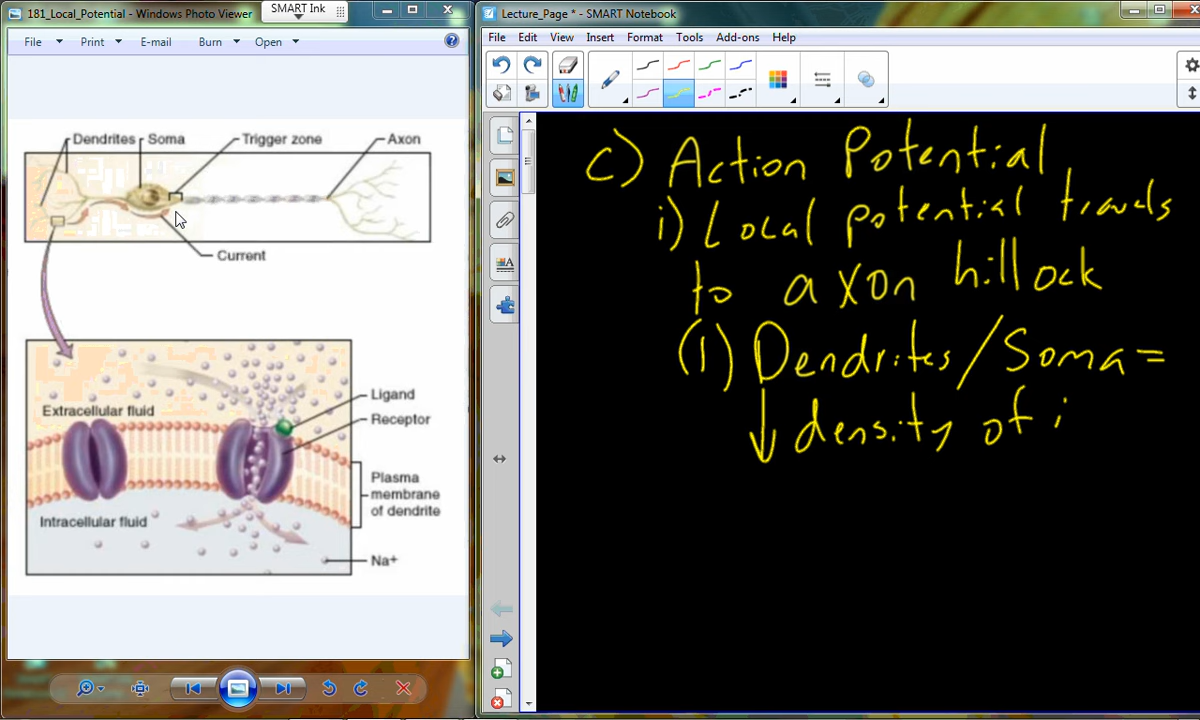 181_Local_Potential - Windows Photo Viewer
SMART Ink
File Print E-mail Burn Open
Dendrites Soma Trigger zone Axon
Current
Extracellular fluid
Ligand
Receptor
Plasma
membrane
of dendrite
Intracellular fluid
Na+
Lecture_Page * - SMART Notebook
File Edit View Insert Format Tools Add-ons Help
c) Action Potential
i) Local potential travels
to axon hillock
(1) Dendrites/Soma =
↓ density of i